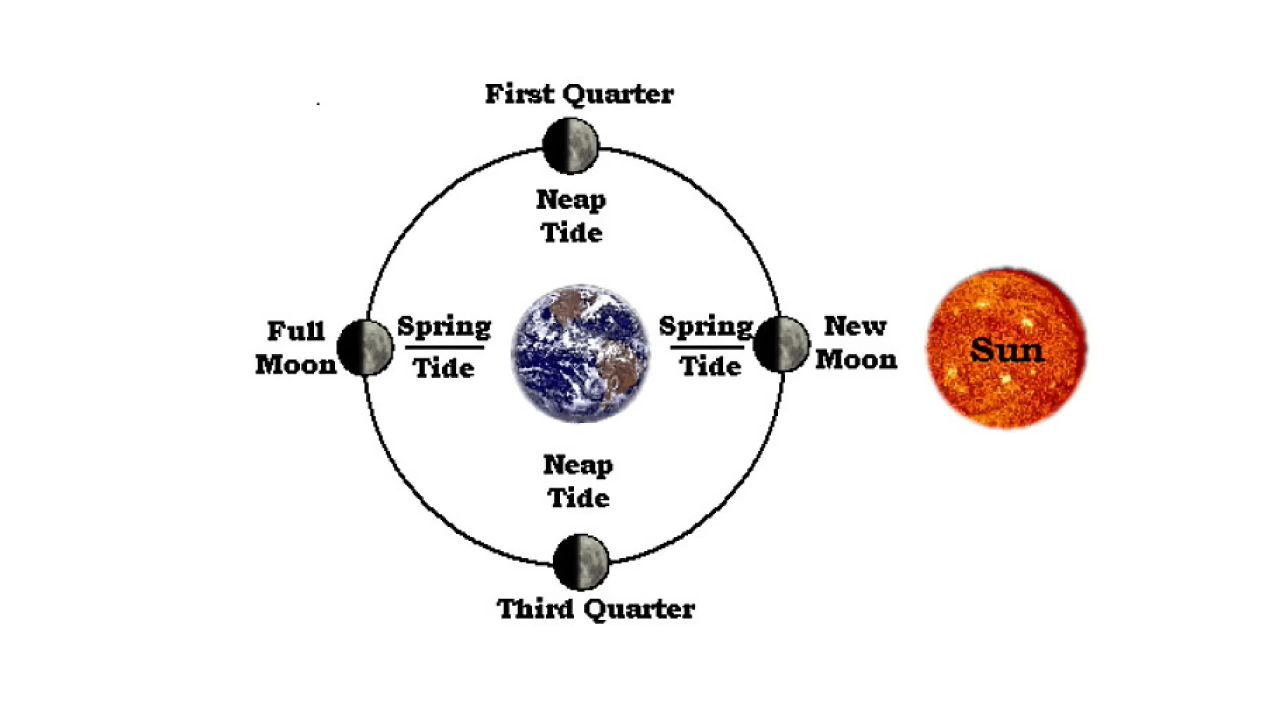 First Quarter
Neap
Tide
Full
Moon
Spring
Tide
Spring
Tide
New
Moon
Sun
Neap
Tide
Third Quarter